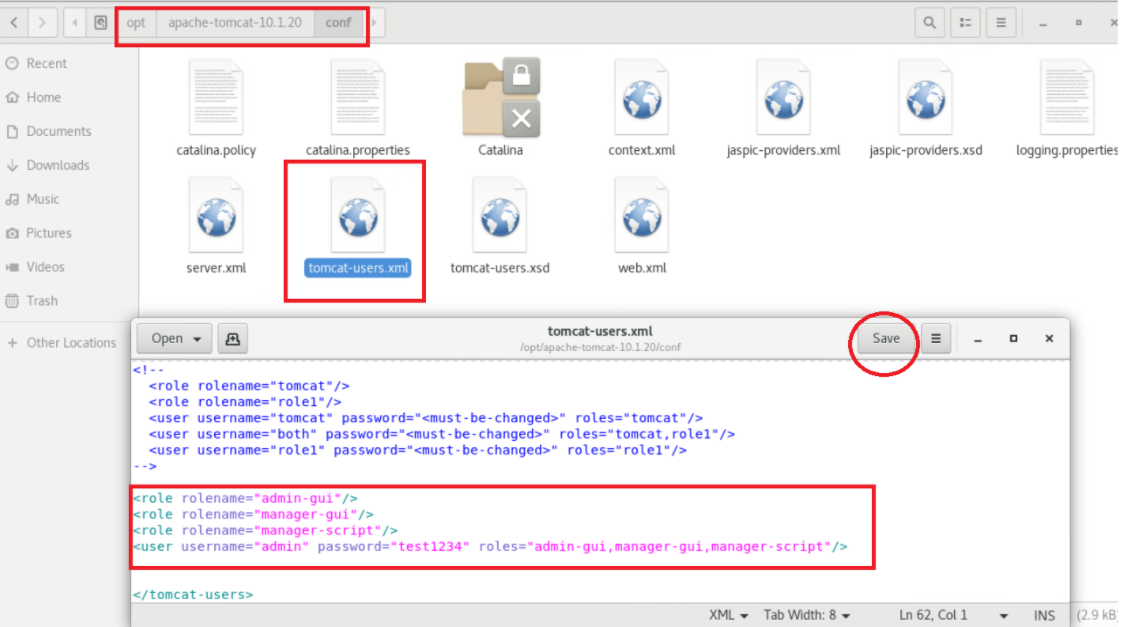 opt apache-tomcat-10.1.20 conf
Recent
Home
Documents
Downloads
Music
Pictures
Videos
Trash
+ Other Locations
catalina.policy catalina.properties Catalina context.xml jaspic-providers.xml jaspic-providers.xsd logging.properties
server.xml tomcat-users.xml tomcat-users.xsd web.xml
Open tomcat-users.xml Save
/opt/apache-tomcat-10.1.20/conf
<!--
  <role rolename="tomcat"/>
  <role rolename="role1"/>
  <user username="tomcat" password="<must-be-changed>" roles="tomcat"/>
  <user username="both" password="<must-be-changed>" roles="tomcat,role1"/>
  <user username="role1" password="<must-be-changed>" roles="role1"/>
-->
<role rolename="admin-gui"/>
<role rolename="manager-gui"/>
<role rolename="manager-script"/>
<user username="admin" password="test1234" roles="admin-gui,manager-gui,manager-script"/>
</tomcat-users>
XML Tab Width: 8 Ln 62, Col 1 INS (2.9 kB